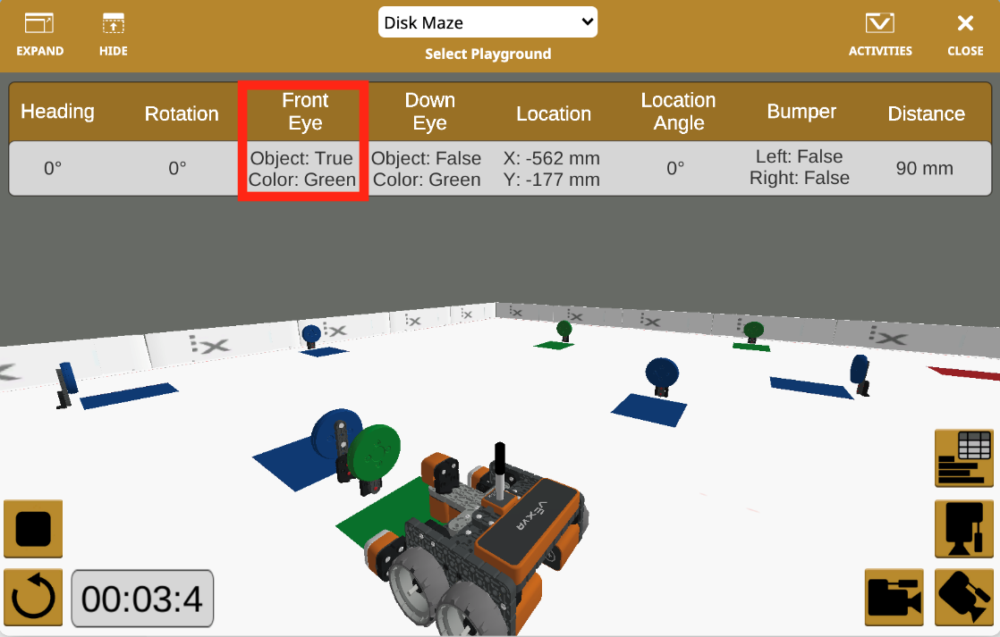 Disk Maze
EXPAND
HIDE
Select Playground
ACTIVITIES
CLOSE
Heading
Rotation
Front
Eye
Down
Eye
Location
Location
Angle
Bumper
Distance
0°
0°
Object: True
Color: Green
Object: False
Color: Green
X: -562 mm
Y: -177 mm
0°
Left: False
Right: False
90 mm
VEXVR
00:03:4